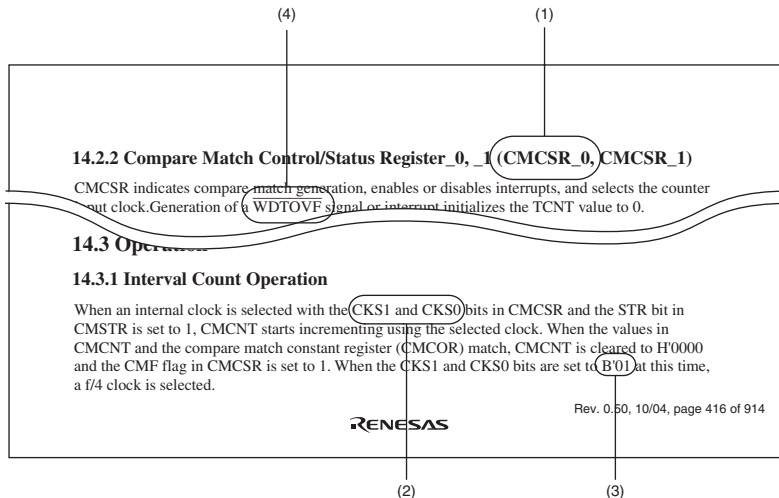 (4) (1)
14.2.2 Compare Match Control/Status Register_0, _1 (CMCSR_0, CMCSR_1)
CMCSR indicates compare match generation, enables or disables interrupts, and selects the counter
input clock.Generation of a WDTOVF signal or interrupt initializes the TCNT value to 0.
14.3 Operation
14.3.1 Interval Count Operation
When an internal clock is selected with the CKS1 and CKS0 bits in CMCSR and the STR bit in
CMSTR is set to 1, CMCNT starts incrementing using the selected clock. When the values in
CMCNT and the compare match constant register (CMCOR) match, CMCNT is cleared to H'0000
and the CMF flag in CMCSR is set to 1. When the CKS1 and CKS0 bits are set to B'01 at this time,
a f/4 clock is selected.
Rev. 0.50, 10/04, page 416 of 914
RENESAS
(2) (3)